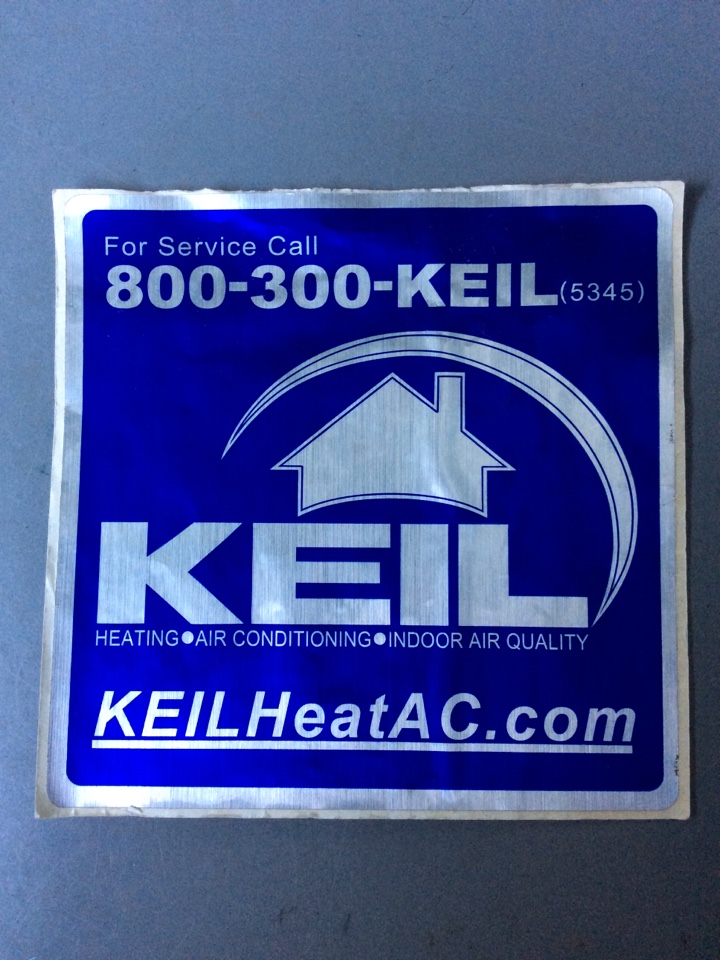 For Service Call
800-300-KEIL(5345)
KEIL
HEATING●AIR CONDITIONING●INDOOR AIR QUALITY
KEILHeatAC.com